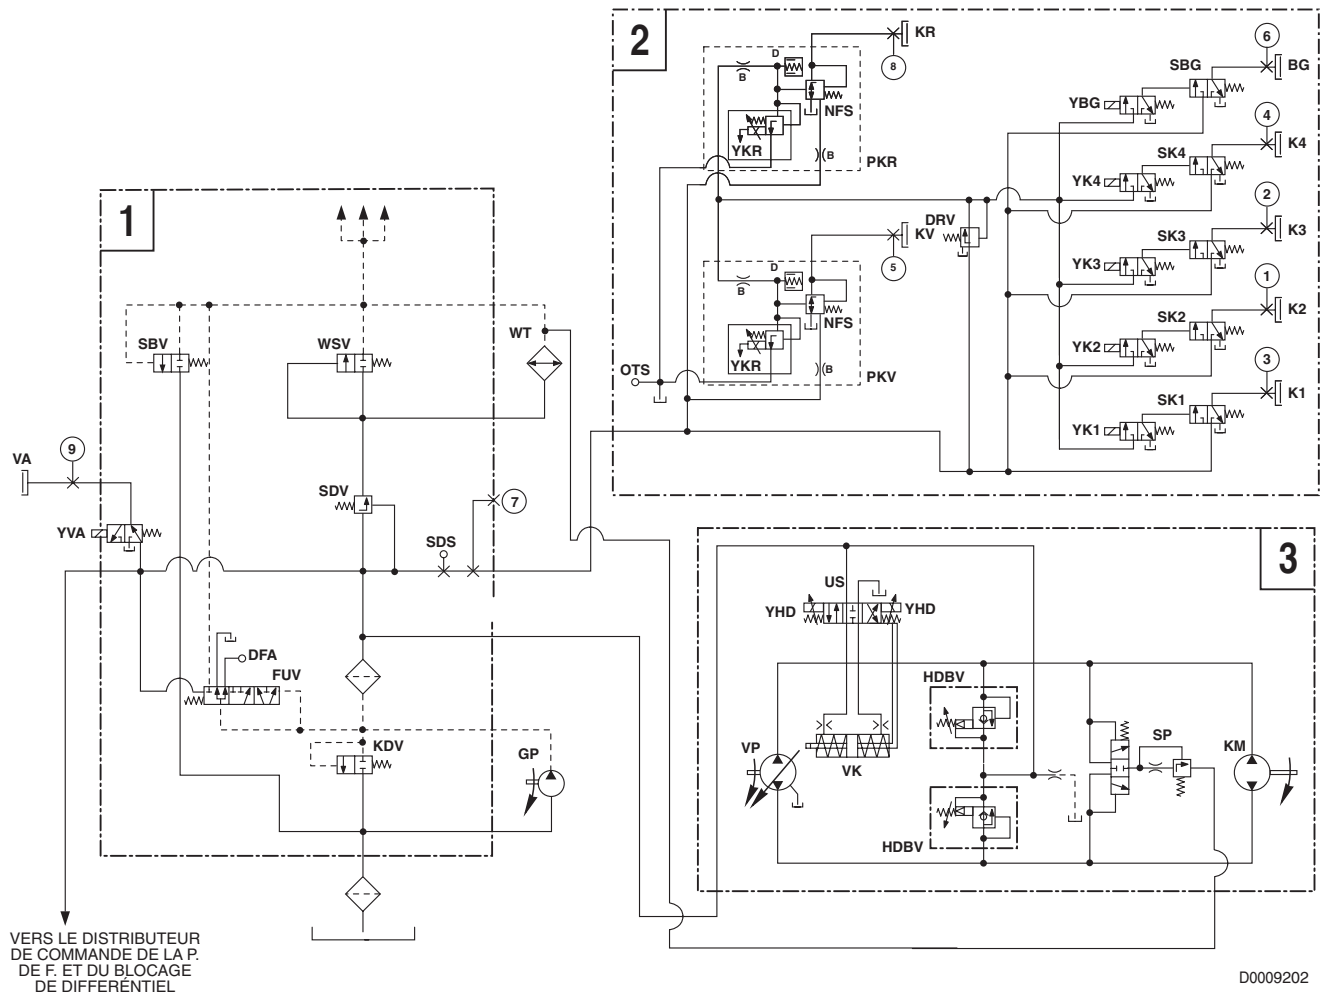 2
KR
8
D
B
NFS
YKR
B
PKR
6
SBG
BG
YBG
4
SK4
K4
YK4
2
SK3
K3
YK3
1
SK2
K2
YK2
3
SK1
K1
YK1
DRV
KV
5
D
B
NFS
YKR
B
PKV
OTS
1
SBV
WSV
WT
9
VA
YVA
SDV
7
SDS
DFA
FUV
KDV
GP
3
US
YHD
YHD
HDBV
VP
VK
HDBV
SP
KM
VERS LE DISTRIBUTEUR
DE COMMANDE DE LA P.
DE F. ET DU BLOCAGE
DE DIFFERÉNTIEL
D0009202